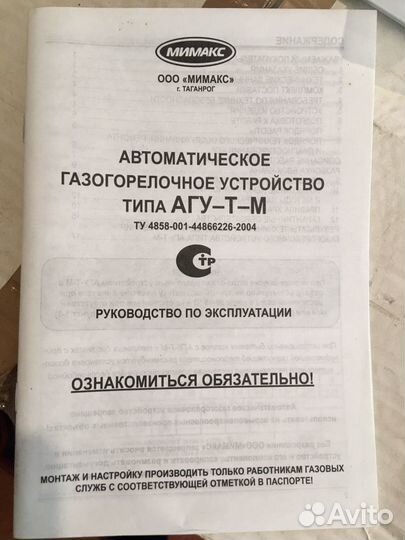 МИМАКС
ООО «МИМАКС»
г. ТАГАНРОГ
АВТОМАТИЧЕСКОЕ
ГАЗОГОРЕЛОЧНОЕ УСТРОЙСТВО
ТИПА АГУ–Т–М
ТУ 4858-001-44866226-2004
СТР
РУКОВОДСТВО ПО ЭКСПЛУАТАЦИИ
ОЗНАКОМИТЬСЯ ОБЯЗАТЕЛЬНО!
МОНТАЖ И НАСТРОЙКУ ПРОИЗВОДИТЬ ТОЛЬКО РАБОТНИКАМ ГАЗОВЫХ
СЛУЖБ С СООТВЕТСТВУЮЩЕЙ ОТМЕТКОЙ В ПАСПОРТЕ!
Avito